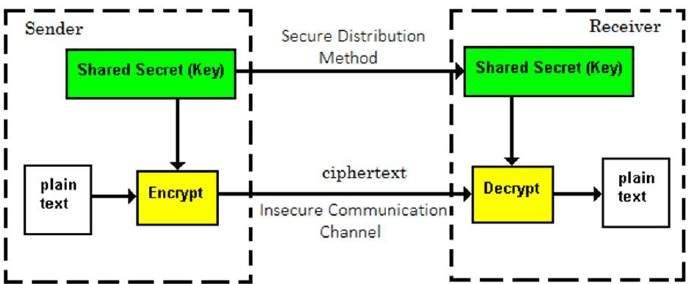 Sender
Receiver
Secure Distribution
Method
Shared Secret (Key)
Shared Secret (Key)
plain
text
Encrypt
ciphertext
Insecure Communication
Channel
Decrypt
plain
text